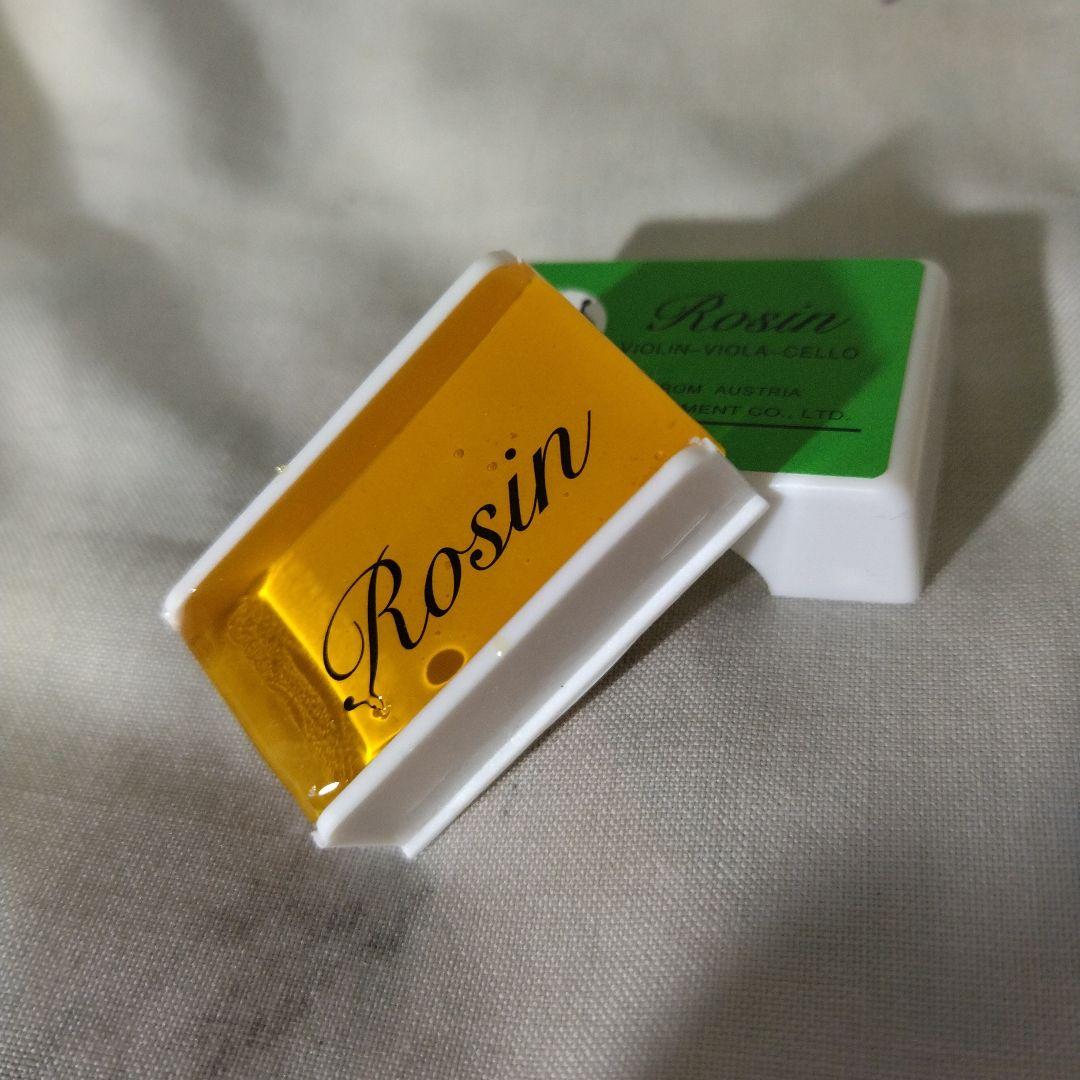 Rosin
VIOLIN-VIOLA-CELLO
AUSTRIA
CO., LTD.
Rosin